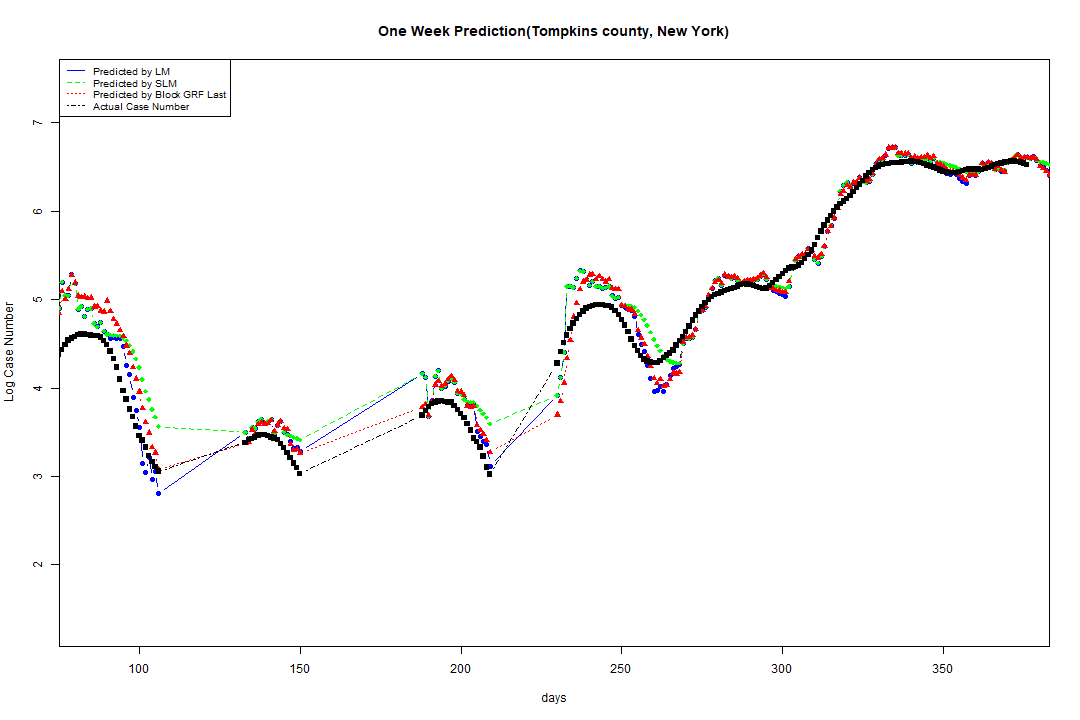 One Week Prediction(Tompkins county, New York)
Predicted by LM
Predicted by SLM
Predicted by Block GRF Last
Actual Case Number
Log Case Number
7
6
5
4
3
2
100 150 200 250 300 350
days